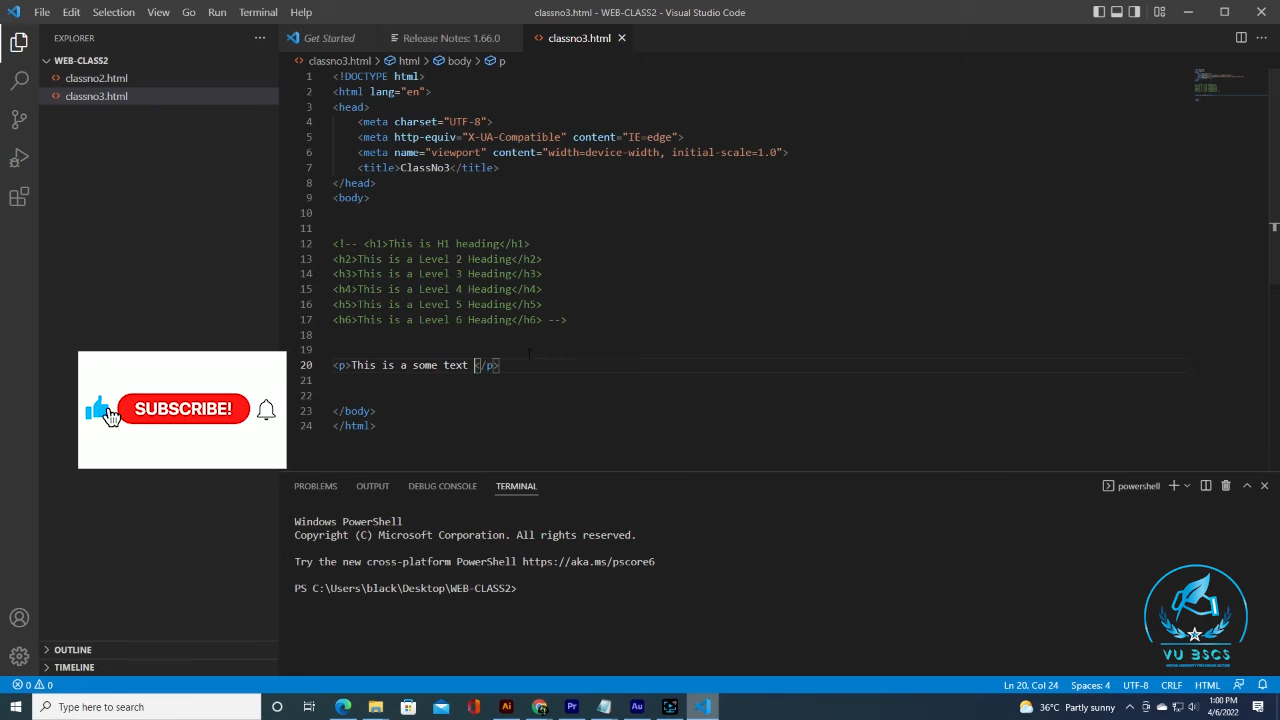 File Edit Selection View Go Run Terminal Help
classno3.html - WEB-CLASS2 - Visual Studio Code
EXPLORER
WEB-CLASS2
classno2.html
classno3.html
OUTLINE
TIMELINE
Get Started
Release Notes: 1.66.0
classno3.html
classno3.html > html > body > p
1 <!DOCTYPE html>
2 <html lang="en">
3 <head>
4 <meta charset="UTF-8">
5 <meta http-equiv="X-UA-Compatible" content="IE=edge">
6 <meta name="viewport" content="width=device-width, initial-scale=1.0">
7 <title>ClassNo3</title>
8 </head>
9 <body>
10
11
12 <!-- <h1>This is H1 heading</h1>
13 <h2>This is a Level 2 Heading</h2>
14 <h3>This is a Level 3 Heading</h3>
15 <h4>This is a Level 4 Heading</h4>
16 <h5>This is a Level 5 Heading</h5>
17 <h6>This is a Level 6 Heading</h6> -->
18
19
20 <p>This is a some text </p>
21
22
23 </body>
24 </html>
SUBSCRIBE!
PROBLEMS OUTPUT DEBUG CONSOLE TERMINAL
powershell
Windows PowerShell
Copyright (C) Microsoft Corporation. All rights reserved.
Try the new cross-platform PowerShell https://aka.ms/pscore6
PS C:\Users\black\Desktop\WEB-CLASS2>
VU BSCS
0 0
Ln 20, Col 24 Spaces: 4 UTF-8 CRLF HTML
Type here to search
Ai Pr Au
36°C Partly sunny
1:00 PM
4/6/2022